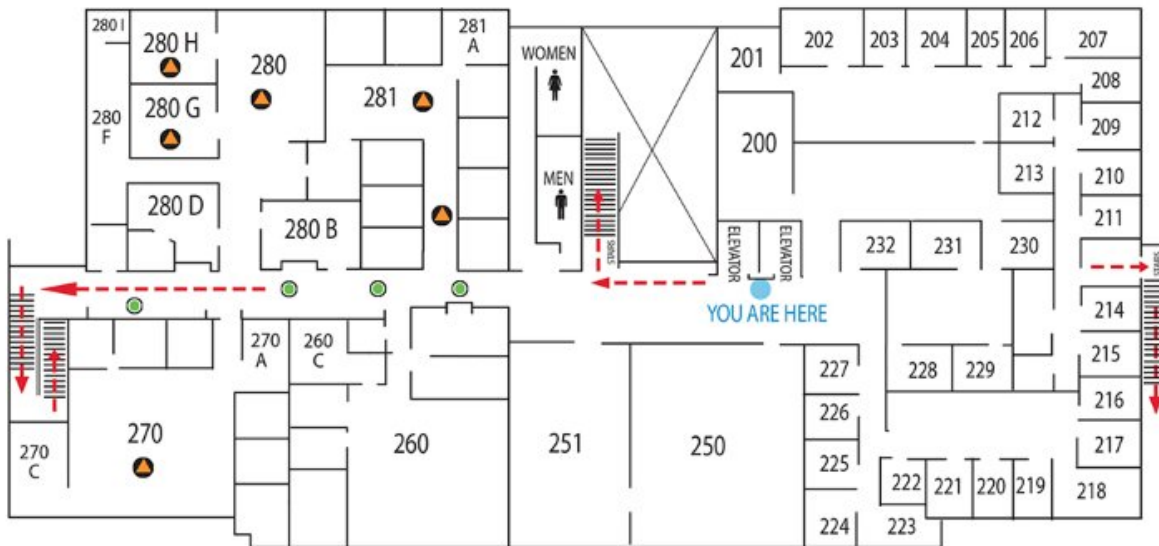 280 I
280 H
280
281
A
WOMEN
201
202
203
204
205
206
207
280 G
281
208
280
F
200
212
209
MEN
213
210
280 D
280 B
211
STAIRS
ELEVATOR
ELEVATOR
232
231
230
STAIRS
YOU ARE HERE
214
270
A
260
C
215
227
228
229
216
226
270
C
270
260
251
250
217
225
222
221
220
219
218
224
223